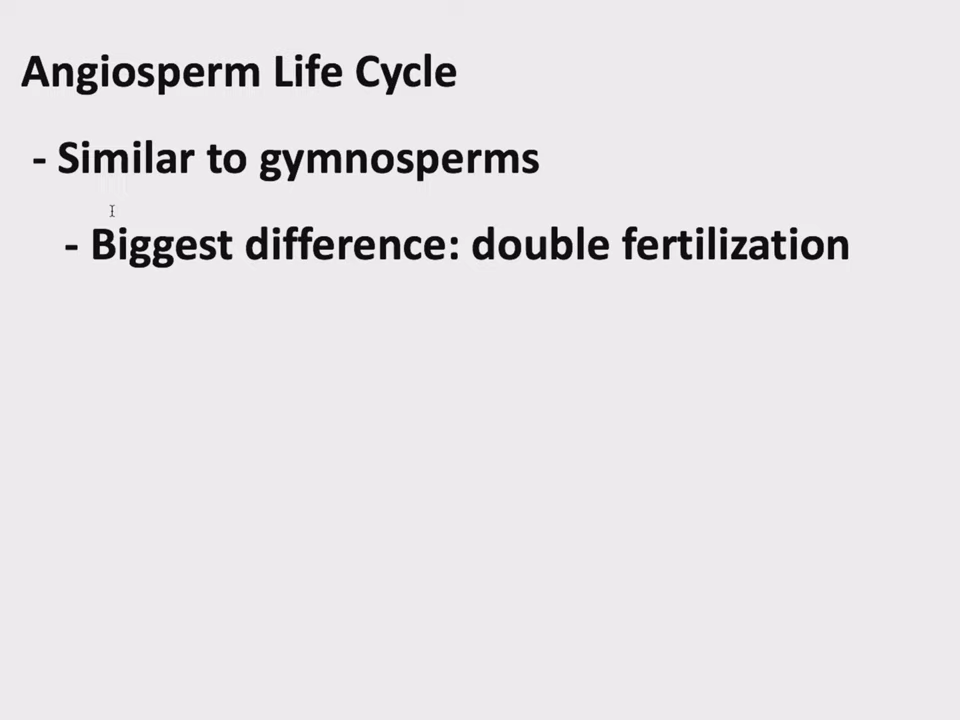 Angiosperm Life Cycle
- Similar to gymnosperms
- Biggest difference: double fertilization